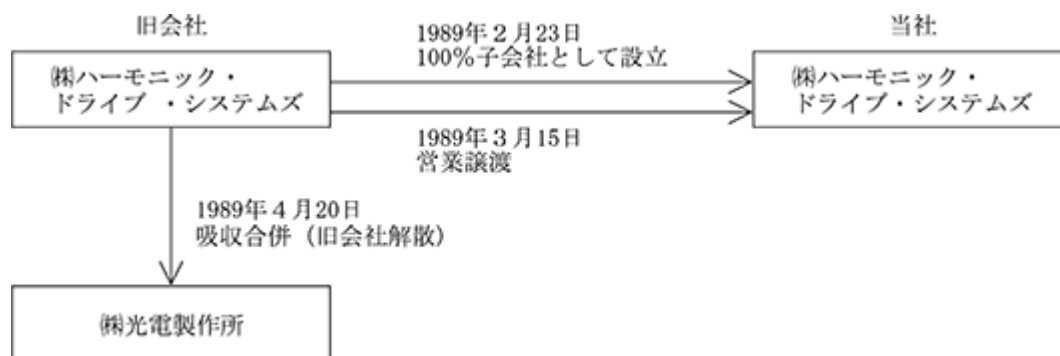 旧会社
1989年2月23日
100%子会社として設立
当社
㈱ハーモニック・
ドライブ ・システムズ
㈱ハーモニック・
ドライブ・システムズ
1989年3月15日
営業譲渡
1989年4月20日
吸収合併（旧会社解散）
㈱光電製作所